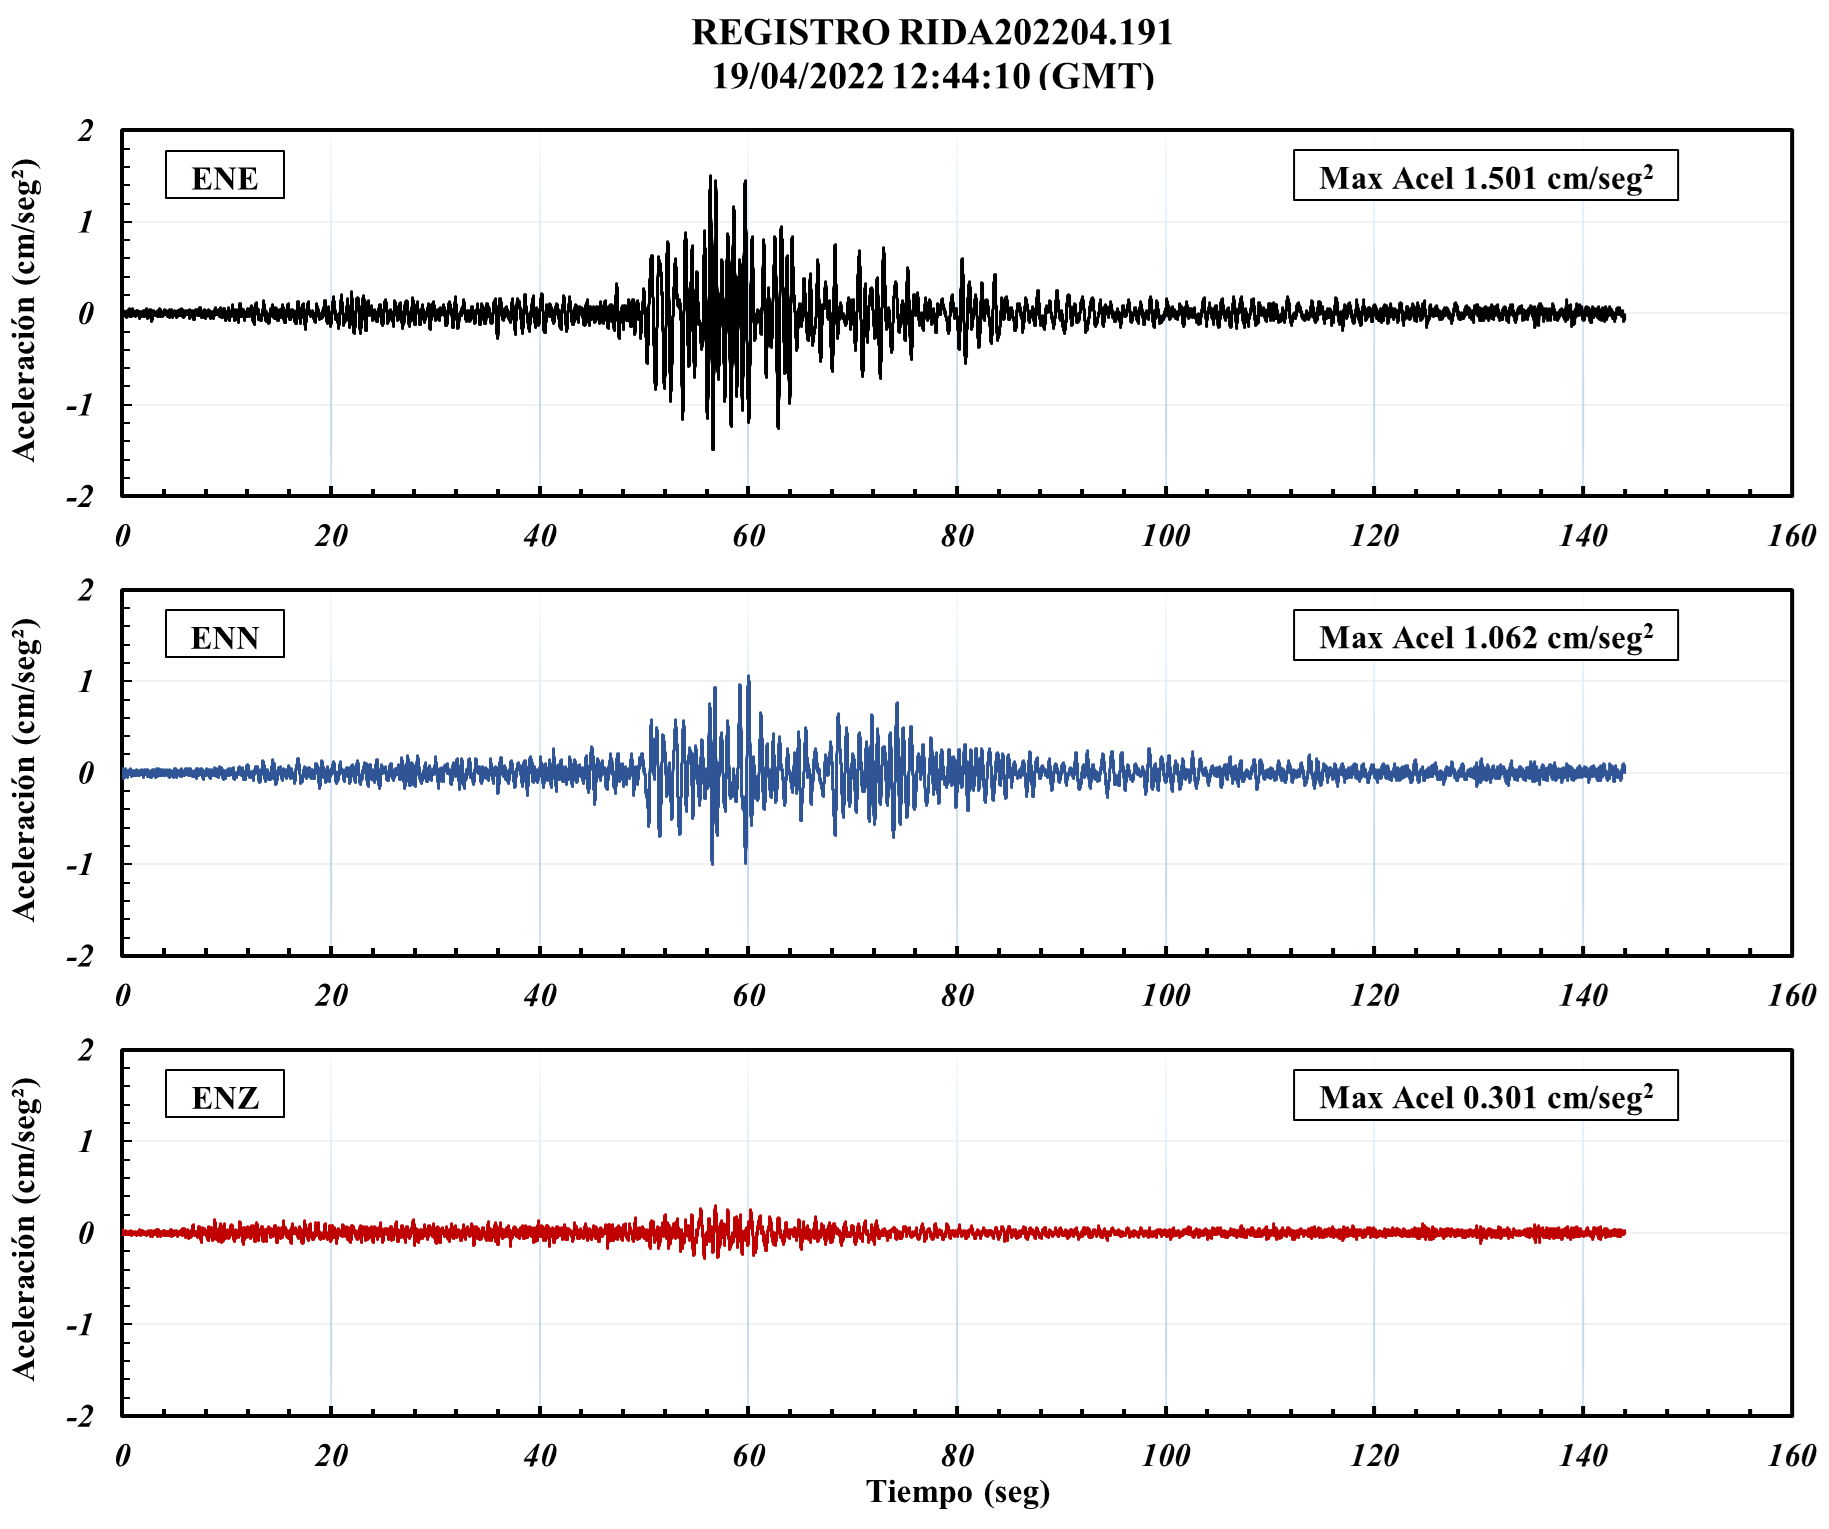 REGISTRO RIDA202204.191
19/04/2022 12:44:10 (GMT)
Aceleración (cm/seg²)
2
1
0
-1
-2
ENE
Max Acel 1.501 cm/seg²
0 20 40 60 80 100 120 140 160
Aceleración (cm/seg²)
2
1
0
-1
-2
ENN
Max Acel 1.062 cm/seg²
0 20 40 60 80 100 120 140 160
Aceleración (cm/seg²)
2
1
0
-1
-2
ENZ
Max Acel 0.301 cm/seg²
0 20 40 60 80 100 120 140 160
Tiempo (seg)